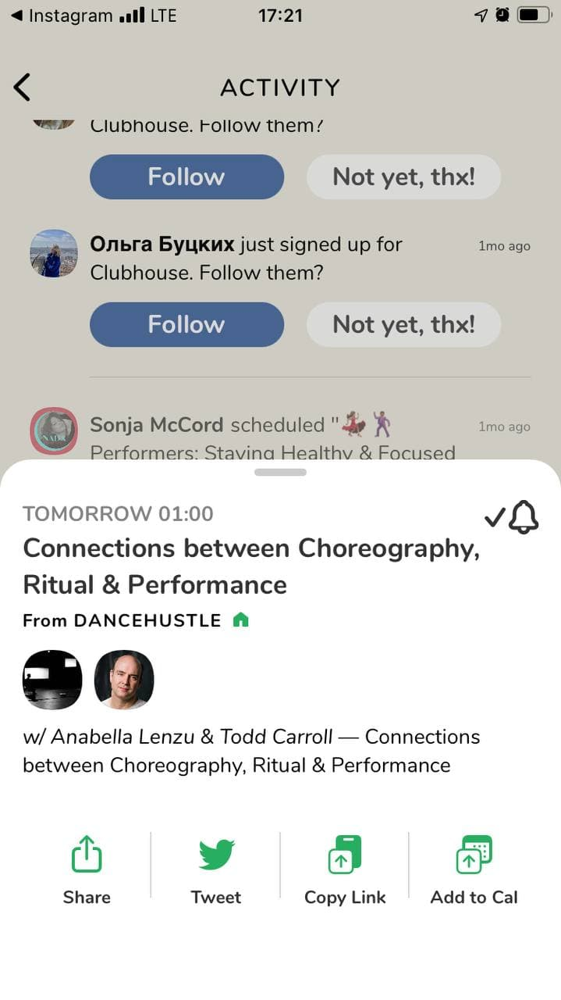 Instagram LTE 17:21
ACTIVITY
Clubhouse. Follow them?
Follow Not yet, thx!
Ольга Буцких just signed up for 1mo ago
Clubhouse. Follow them?
Follow Not yet, thx!
Sonja McCord scheduled " 1mo ago
NADA
Performers: Staying Healthy & Focused
TOMORROW 01:00
Connections between Choreography,
Ritual & Performance
From DANCEHUSTLE
w/ Anabella Lenzu & Todd Carroll — Connections
between Choreography, Ritual & Performance
Share Tweet Copy Link Add to Cal